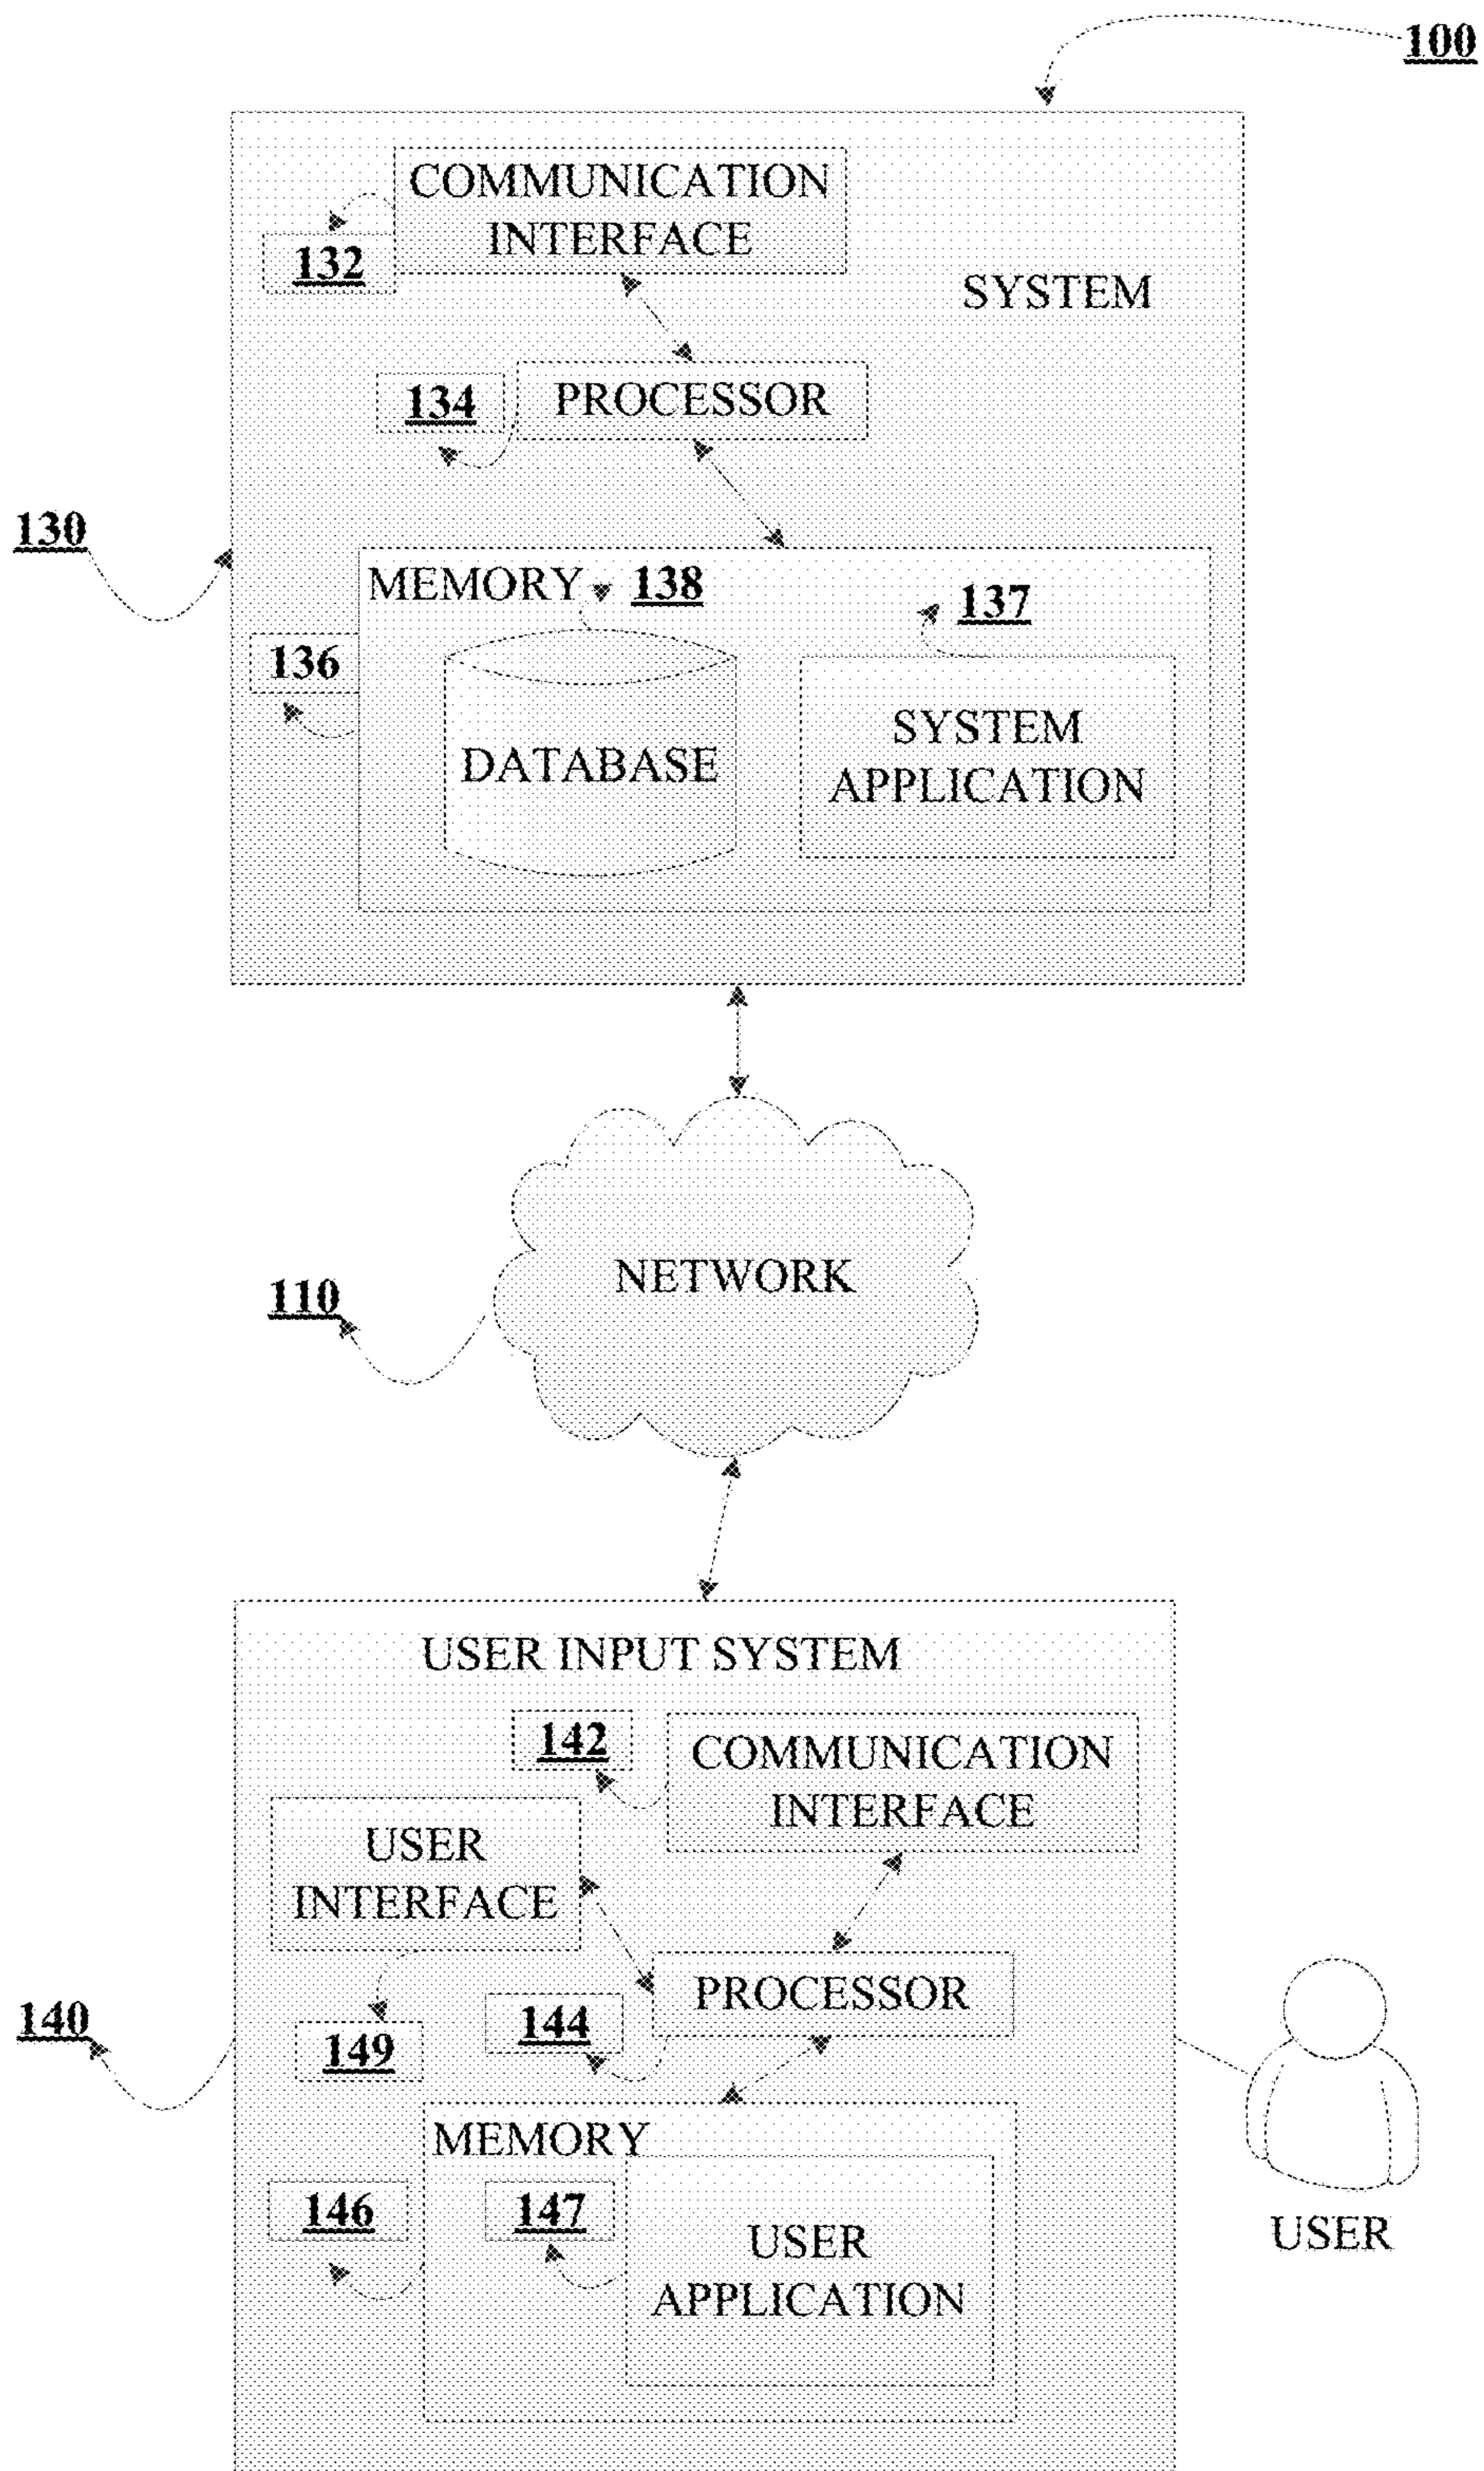 100
COMMUNICATION
INTERFACE
132
SYSTEM
134
PROCESSOR
130
MEMORY
138
137
136
DATABASE
SYSTEM
APPLICATION
NETWORK
110
USER INPUT SYSTEM
142
COMMUNICATION
INTERFACE
USER
INTERFACE
PROCESSOR
144
140
149
MEMORY
146
147
USER
APPLICATION
USER